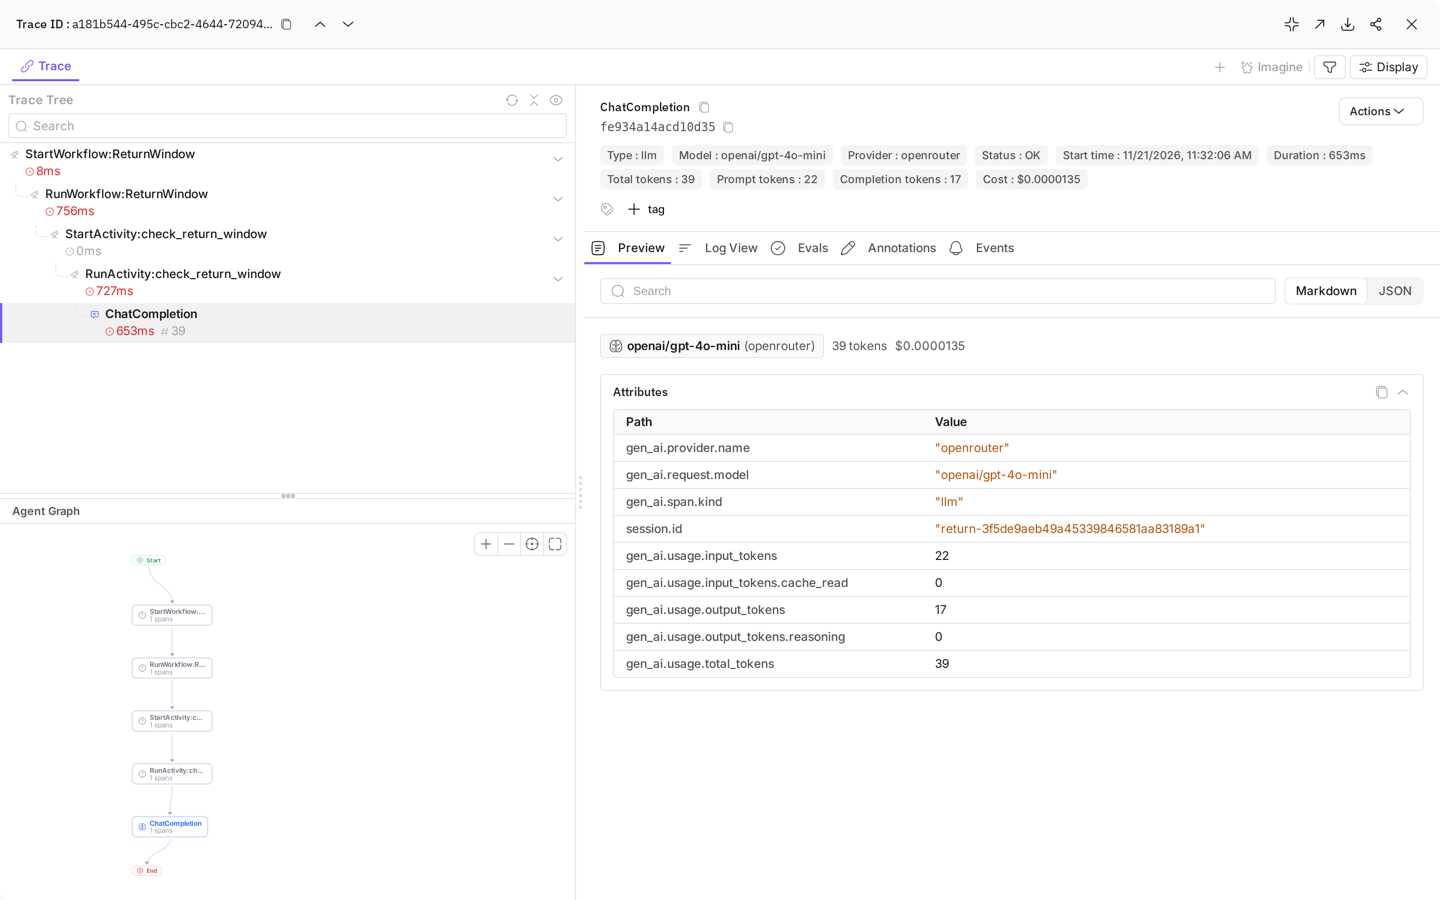 Trace ID : a181b544-495c-cbc2-4644-72094...
Trace
Imagine
Display
Trace Tree
Search
StartWorkflow:ReturnWindow
8ms
RunWorkflow:ReturnWindow
756ms
StartActivity:check_return_window
0ms
RunActivity:check_return_window
727ms
ChatCompletion
653ms # 39
Agent Graph
Start
StartWorkflow:...
1 spans
RunWorkflow:R...
1 spans
StartActivity:c...
1 spans
RunActivity:ch...
1 spans
ChatCompletion
1 spans
End
ChatCompletion
fe934a14acd10d35
Actions
Type : llm Model : openai/gpt-4o-mini Provider : openrouter Status : OK Start time : 11/21/2026, 11:32:06 AM Duration : 653ms
Total tokens : 39 Prompt tokens : 22 Completion tokens : 17 Cost : $0.0000135
tag
Preview Log View Evals Annotations Events
Search
Markdown JSON
openai/gpt-4o-mini (openrouter) 39 tokens $0.0000135
Attributes
Path Value
gen_ai.provider.name "openrouter"
gen_ai.request.model "openai/gpt-4o-mini"
gen_ai.span.kind "llm"
session.id "return-3f5de9aeb49a45339846581aa83189a1"
gen_ai.usage.input_tokens 22
gen_ai.usage.input_tokens.cache_read 0
gen_ai.usage.output_tokens 17
gen_ai.usage.output_tokens.reasoning 0
gen_ai.usage.total_tokens 39